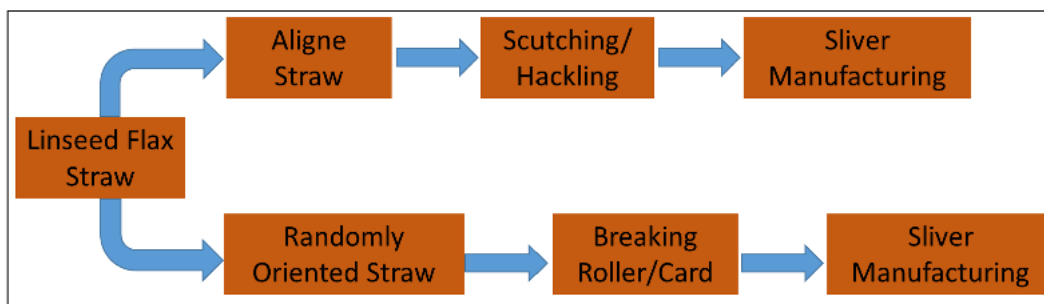 Aligne
Straw
Scutching/
Hackling
Sliver
Manufacturing
Linseed Flax
Straw
Randomly
Oriented Straw
Breaking
Roller/Card
Sliver
Manufacturing